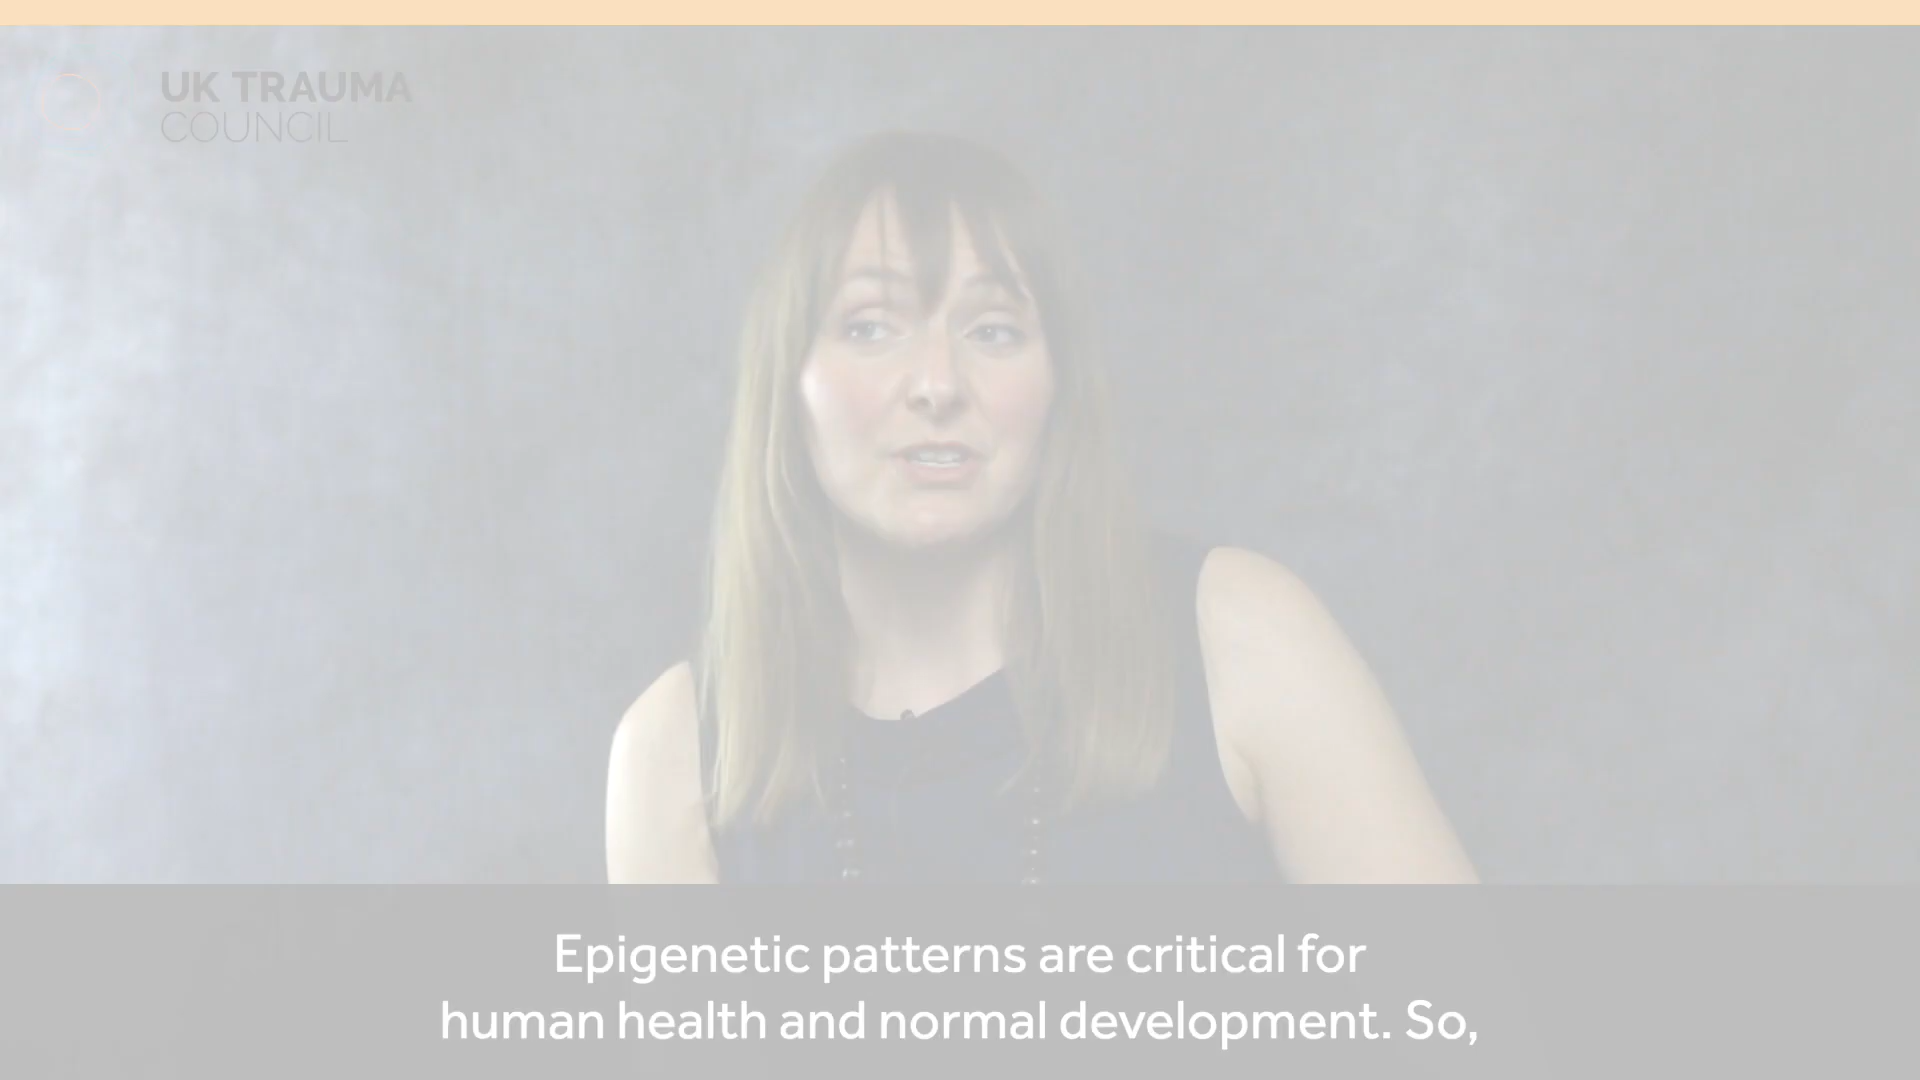 UK TRAUMA
COUNCIL
Epigenetic patterns are critical for
human health and normal development. So,